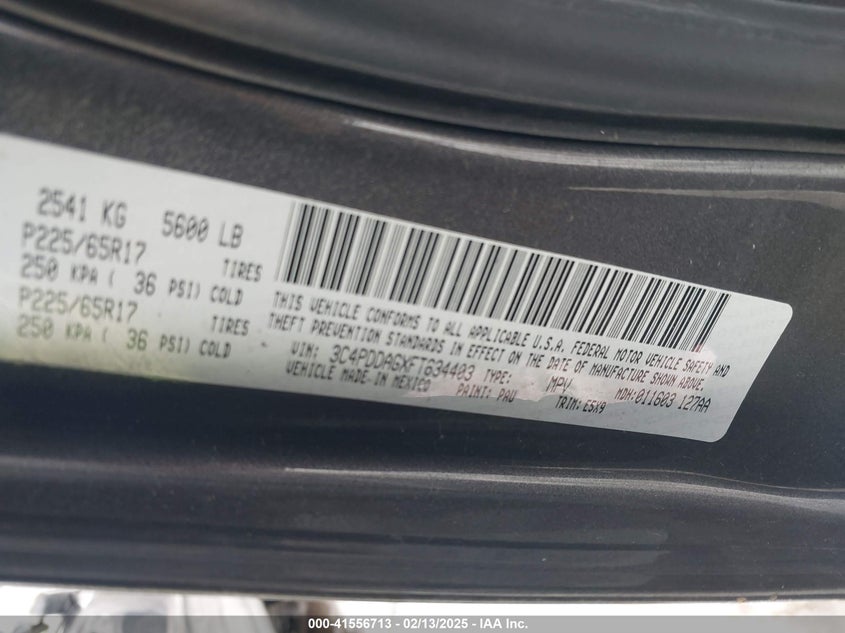 2541 KG 5600 LB
P225/65R17 TIRES
250 KPA ( 36 PSI) COLD
P225/65R17 TIRES
250 KPA ( 36 PSI) COLD
THIS VEHICLE CONFORMS TO ALL APPLICABLE U.S.A. FEDERAL MOTOR VEHICLE SAFETY AND
THEFT PREVENTION STANDARDS IN EFFECT ON THE DATE OF MANUFACTURE SHOWN ABOVE.
VIN: 3C4PDDAGXFT634403 TYPE: MPV MDH:011603 127AA
VEHICLE MADE IN MEXICO PAINT: PAU TRIM: E5X9
000-41556713 - 02/13/2025 - IAA Inc.